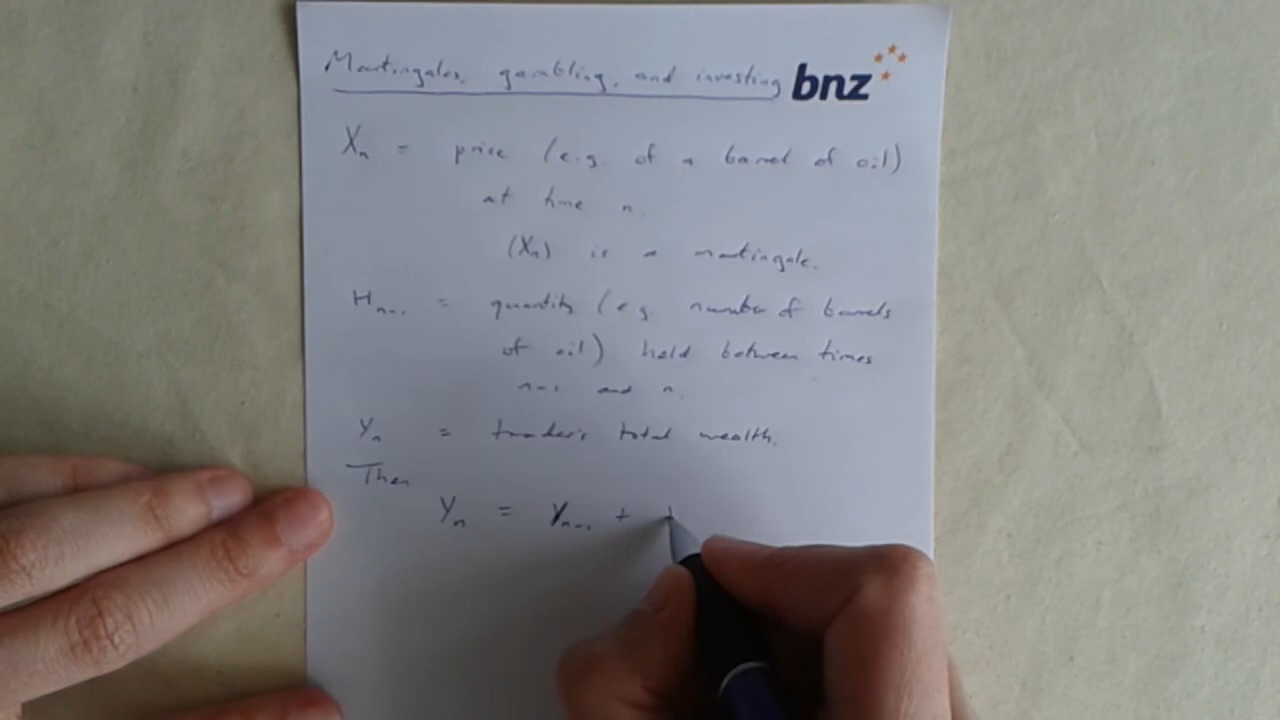 Martingales, gambling, and investing
bnz
Xn = price (e.g. of a barrel of oil)
at time n.
(Xn) is a martingale.
Hn-1 = quantity (e.g. number of barrels
of oil) held between times
n-1 and n.
Yn = trader's total wealth.
Then
Yn = Yn-1 +